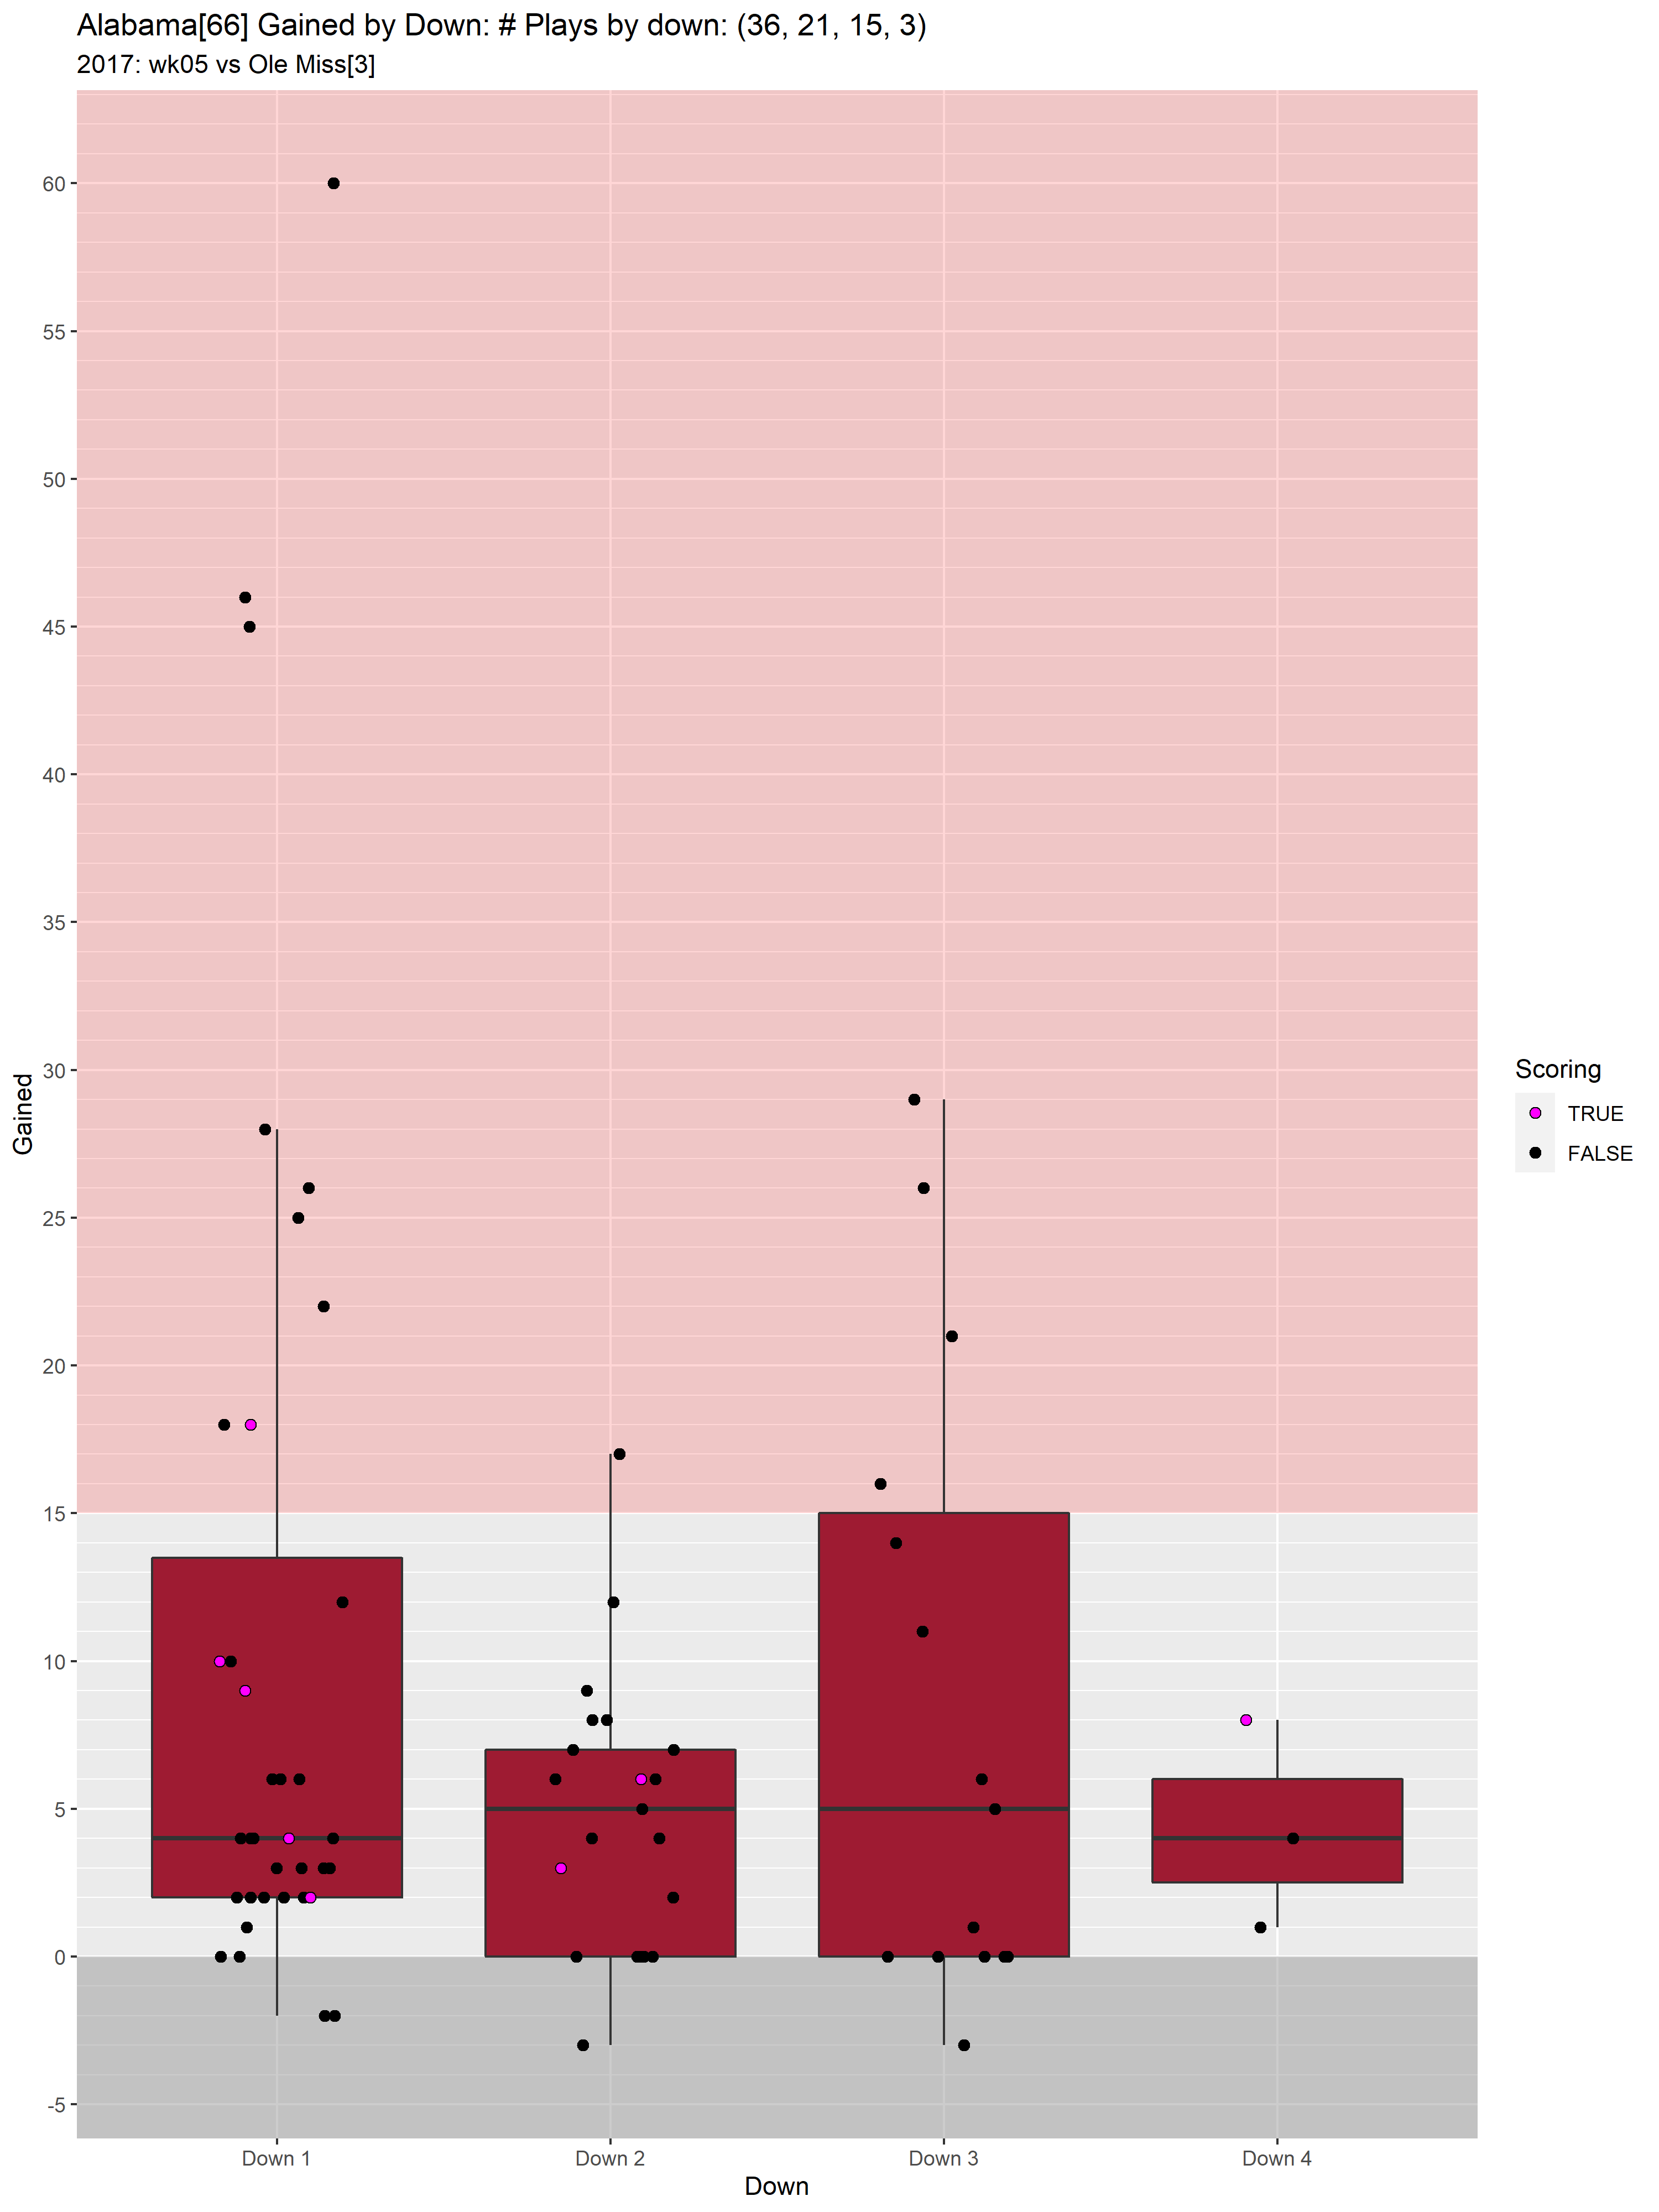 Alabama[66] Gained by Down: # Plays by down: (36, 21, 15, 3)
2017: wk05 vs Ole Miss[3]
60
55
50
45
40
35
30
25
20
15
10
5
0
-5
Gained
Down 1 Down 2 Down 3 Down 4
Down
Scoring
TRUE
FALSE